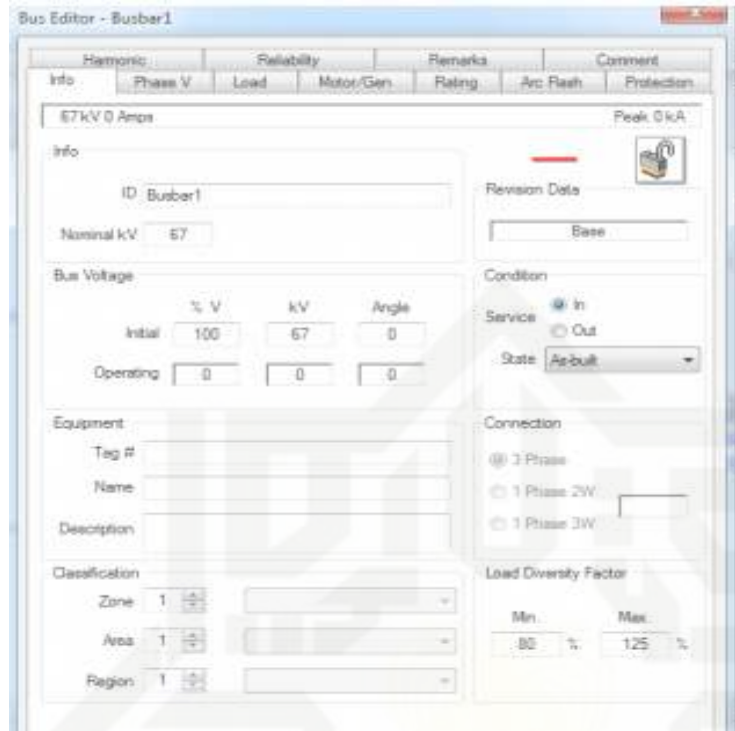 Bus Editor - Busbar1
Harmonic Reliability Remarks Comment
Info Phase V Load Motor/Gen Rating Arc Flash Protection
67 kV 0 Amps Peak 0 kA
Info
ID Busbar1
Nominal kV 67
Revision Data
Base
Bus Voltage
% V kV Angle
Initial 100 67 0
Operating 0 0 0
Condition
Service In
Out
State As-built
Equipment
Tag #
Name
Description
Connection
3 Phase
1 Phase 2W
1 Phase 3W
Classification
Zone 1
Area 1
Region 1
Load Diversity Factor
Min. Max.
80 % 125 %